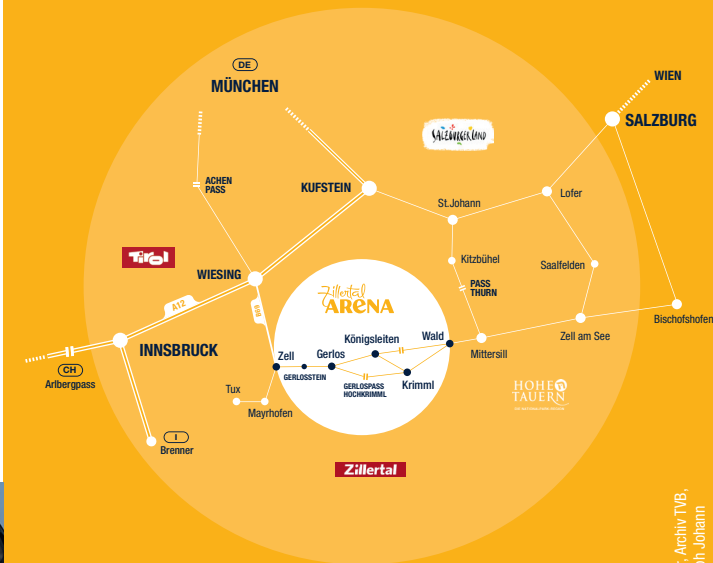 DE
MÜNCHEN
WIEN
SALZBURG
SALZBURGERLAND
ACHEN
PASS
KUFSTEIN
Lofer
St.Johann
Tirol
Kitzbühel
Saalfelden
WIESING
PASS
THURN
Zillertal
ARENA
A12
B169
Bischofshofen
Königsleiten
Wald
Zell am See
INNSBRUCK
Zell
Gerlos
Mittersill
CH
Arlbergpass
GERLOSSTEIN
GERLOSPASS
HOCHKRIMML
Krimml
Tux
Mayrhofen
HOHE
TAUERN
I
Brenner
Zillertal
, Archiv TVB,
h Johann